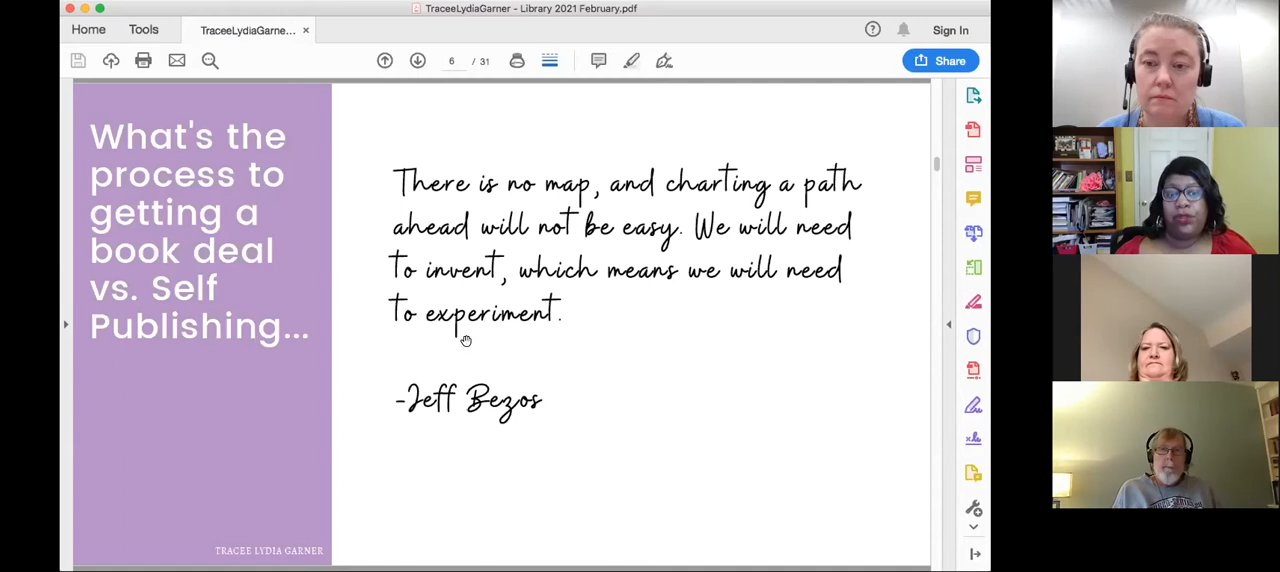 TraceeLydiaGarner - Library 2021 February.pdf
Home Tools TraceeLydiaGarne... × Sign In
6 / 31 Share
What's the
process to
getting a
book deal
vs. Self
Publishing...
There is no map, and charting a path
ahead will not be easy. We will need
to invent, which means we will need
to experiment.
-Jeff Bezos
TRACEE LYDIA GARNER